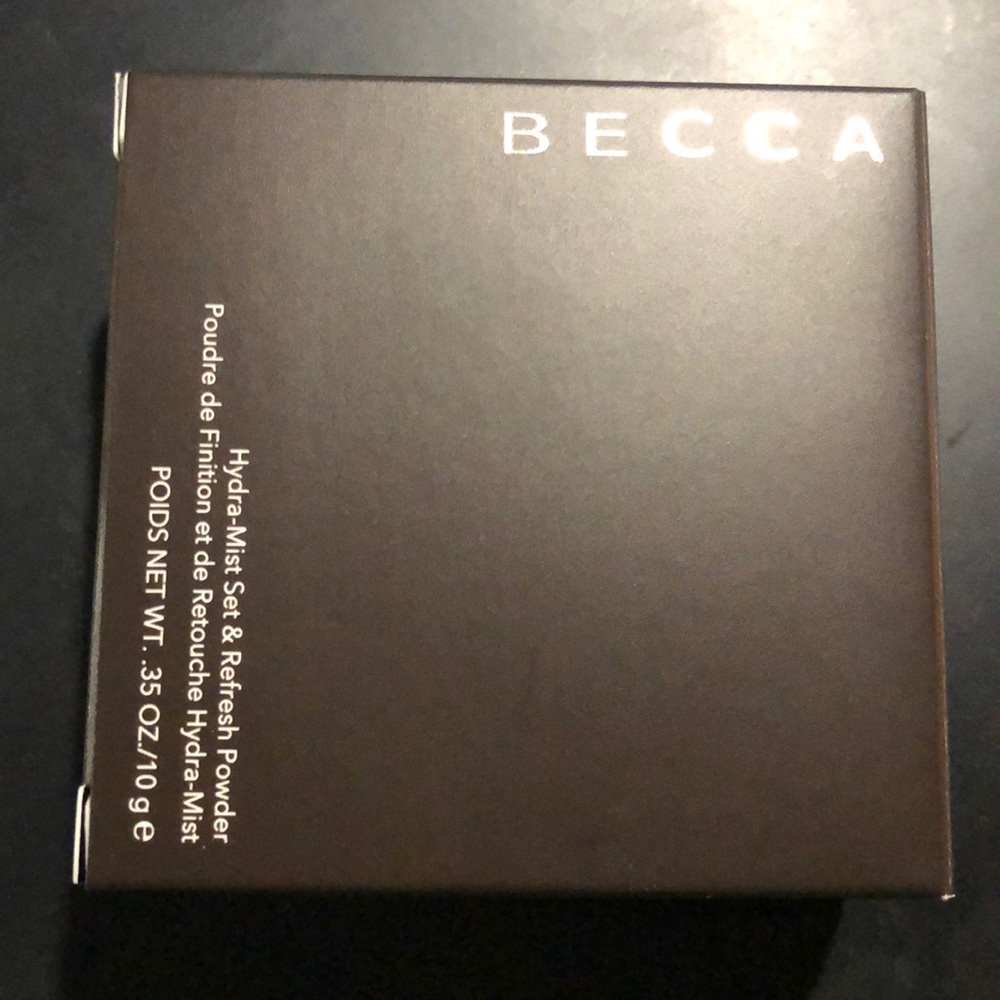 BECCA
Hydra-Mist Set & Refresh Powder
Poudre de Finition et de Retouche Hydra-Mist
POIDS NET WT. .35 OZ./10 g ℮